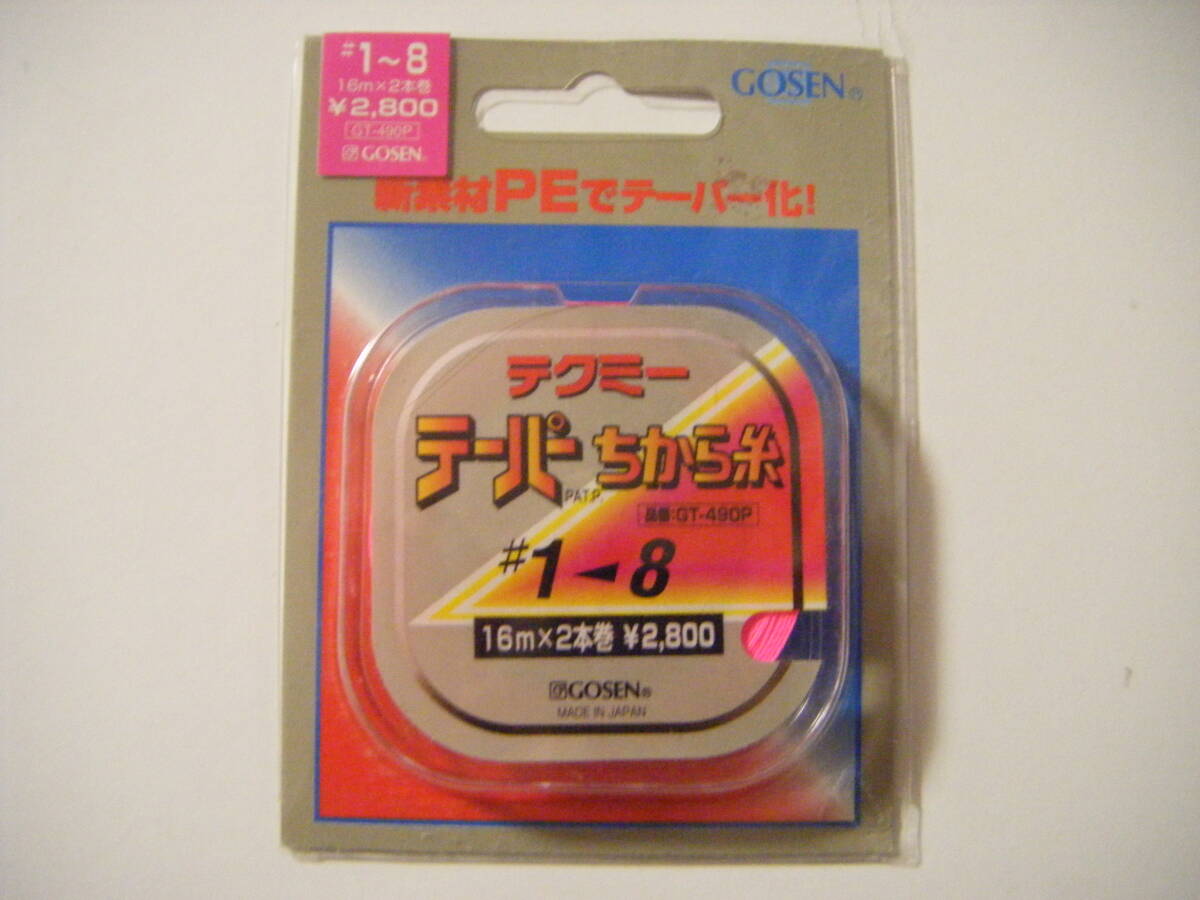 #1~8
16m×2本巻
¥2,800
GT-490P
GOSEN®
GOSEN®
新素材PEでテーパー化!
テクミー
テーパーちから糸
PAT.P.
品番:GT-490P
#1◄8
16m×2本巻 ¥2,800
GOSEN®
MADE IN JAPAN